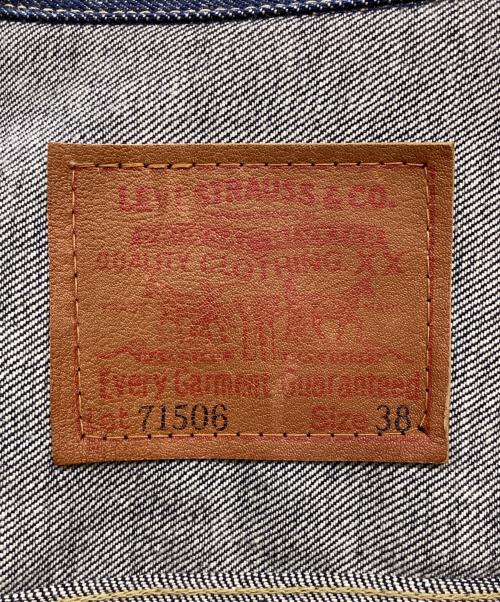 LEVI STRAUSS & CO.
QUALITY CLOTHING XX
Every Garment Guaranteed
Lot 71506 Size 38